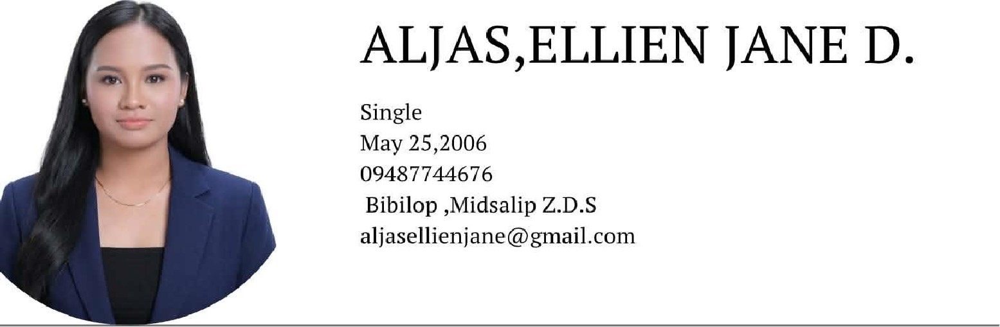 ALJAS,ELLIEN JANE D.
Single
May 25,2006
09487744676
Bibilop ,Midsalip Z.D.S
aljasellienjane@gmail.com